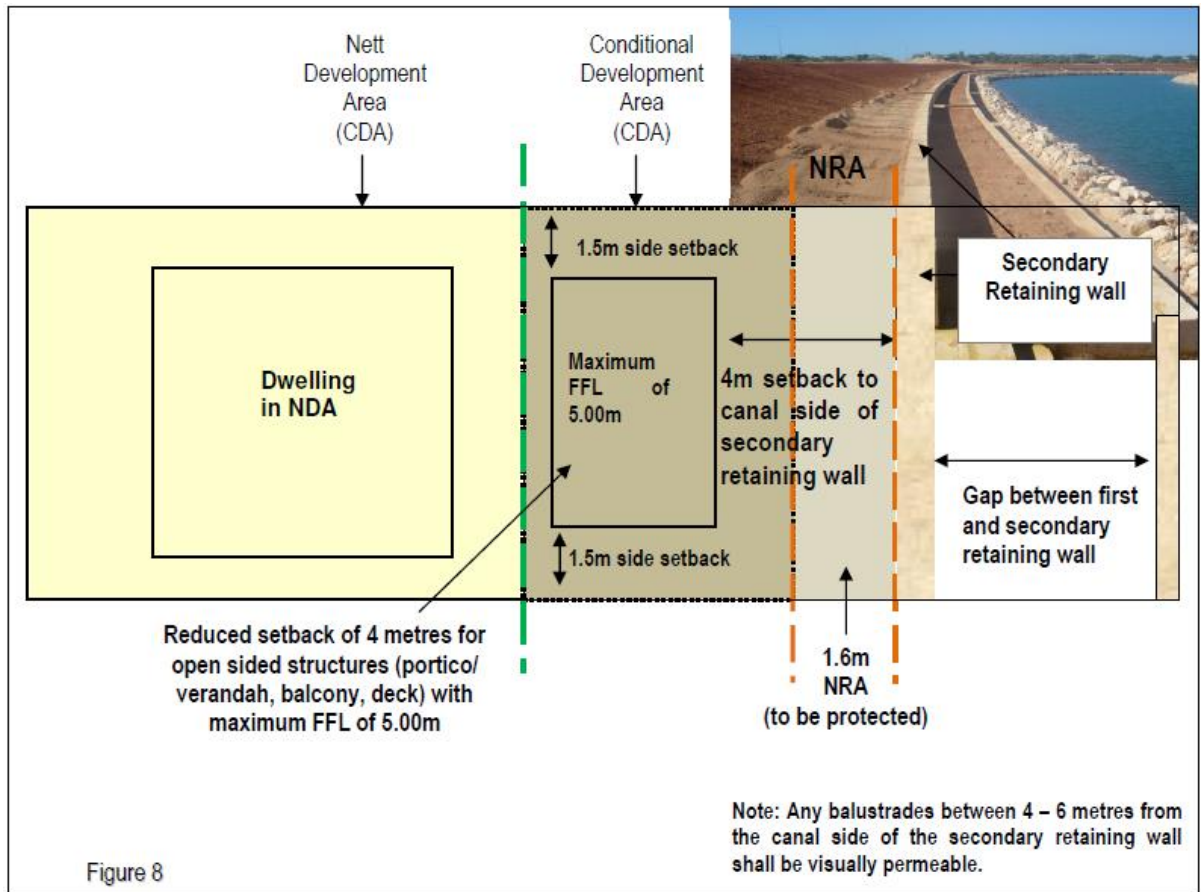 Nett
Development
Area
(CDA)
Conditional
Development
Area
(CDA)
NRA
1.5m side setback
Secondary
Retaining wall
Dwelling
in NDA
Maximum
FFL of
5.00m
4m setback to
canal side of
secondary
retaining wall
Gap between first
and secondary
retaining wall
1.5m side setback
Reduced setback of 4 metres for
open sided structures (portico/
verandah, balcony, deck) with
maximum FFL of 5.00m
1.6m
NRA
(to be protected)
Note: Any balustrades between 4 – 6 metres from
the canal side of the secondary retaining wall
shall be visually permeable.
Figure 8